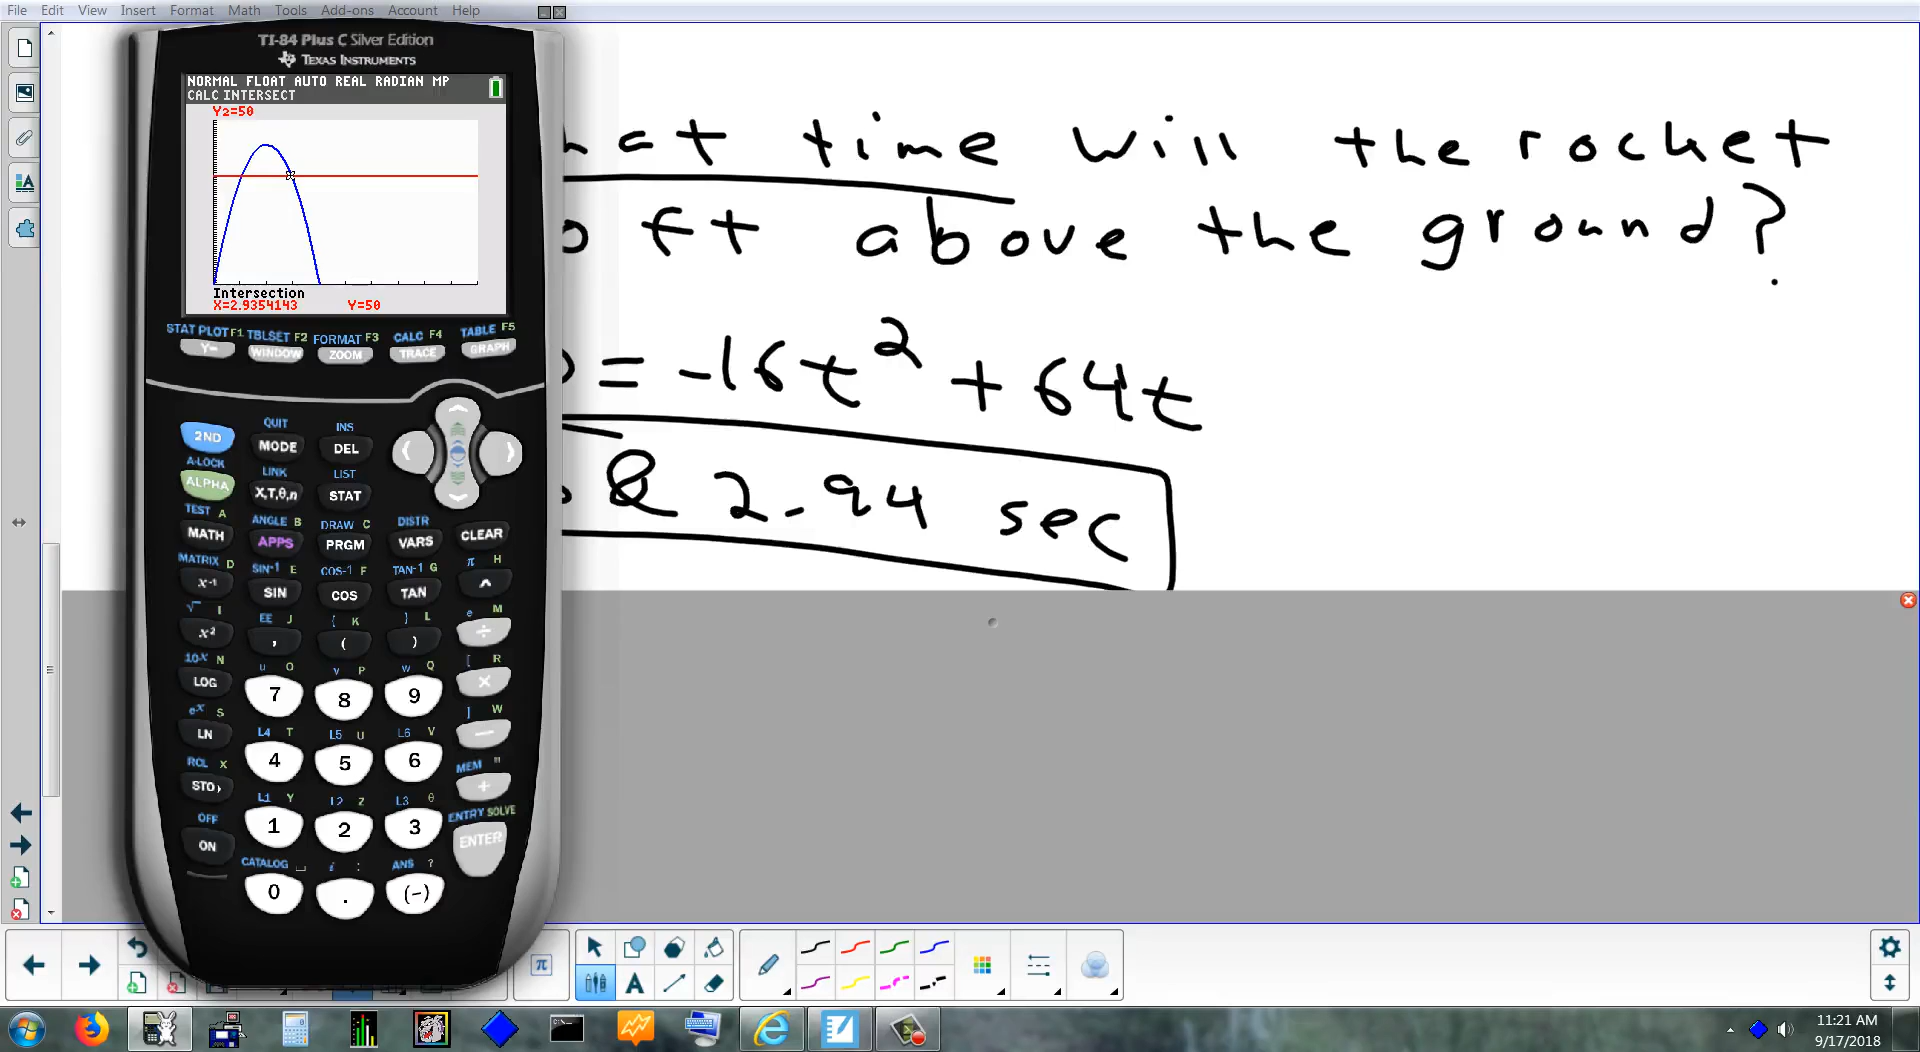 File Edit View Insert Format Math Tools Add-ons Account Help
TI-84 Plus C Silver Edition
TEXAS INSTRUMENTS
NORMAL FLOAT AUTO REAL RADIAN MP
CALC INTERSECT
Y2=50
Intersection
X=2.9354143 Y=50
STAT PLOT F1 TBLSET F2 FORMAT F3 CALC F4 TABLE F5
Y= WINDOW ZOOM TRACE GRAPH
QUIT INS
2ND MODE DEL
A-LOCK LINK LIST
ALPHA X,T,θ,n STAT
TEST A ANGLE B DRAW C DISTR
MATH APPS PRGM VARS CLEAR
MATRIX D SIN-1 E COS-1 F TAN-1 G π H
x-1 SIN COS TAN ^
√ I EE J { K } L e M
x2 , ( ) ÷
10x N u O v P w Q [ R
LOG 7 8 9 ×
ex S L4 T L5 U L6 V ] W
LN 4 5 6 −
RCL X L1 Y L2 Z L3 θ MEM "
STO› 1 2 3 +
OFF CATALOG i : ANS ? ENTRY SOLVE
ON 0 . (-) ENTER
hat time will the rocket
0 ft above the ground?
0 = -16t2 + 64t
& 2.94 sec
π
A
11:21 AM
9/17/2018